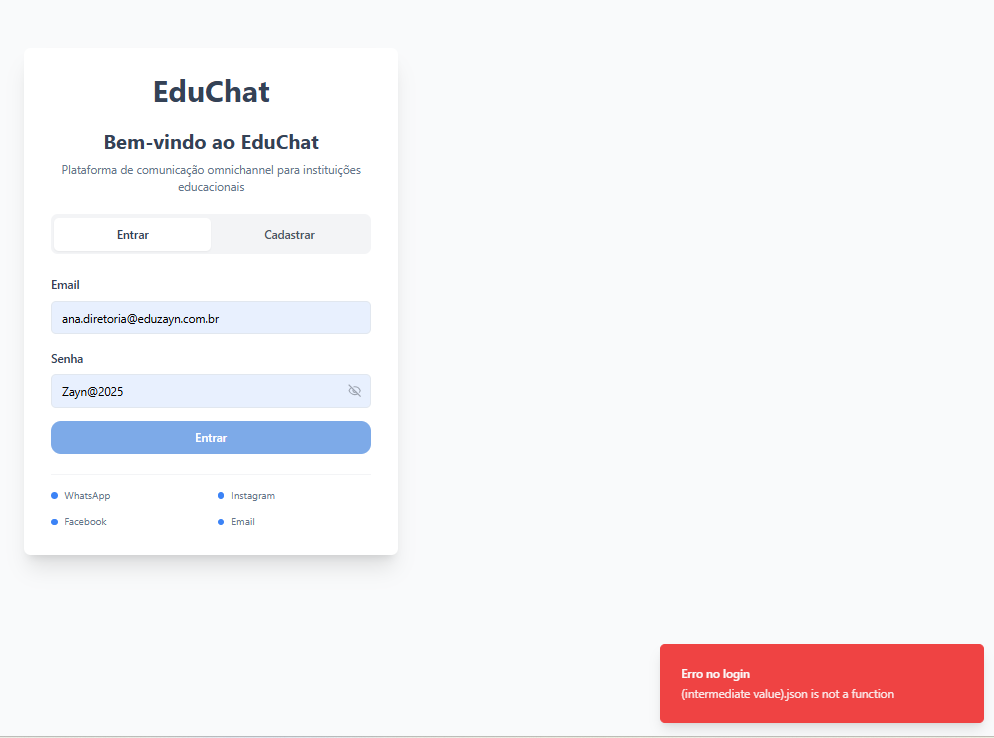 EduChat
Bem-vindo ao EduChat
Plataforma de comunicação omnichannel para instituições
educacionais
Entrar
Cadastrar
Email
ana.diretoria@eduzayn.com.br
Senha
Zayn@2025
Entrar
WhatsApp
Instagram
Facebook
Email
Erro no login
(intermediate value).json is not a function